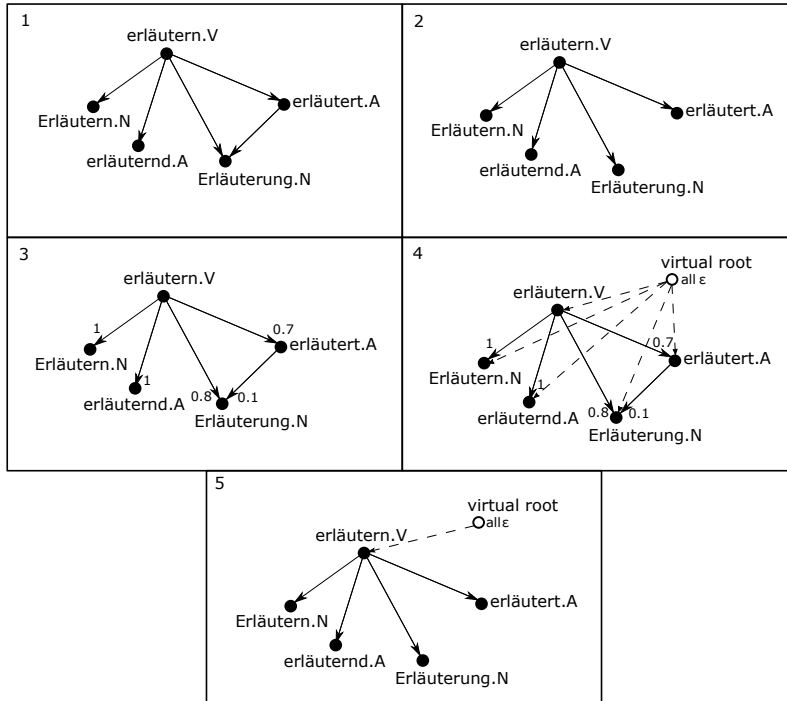 1
erläutern.V
Erläutern.N
erläuternd.A
Erläuterung.N
erläutert.A
2
erläutern.V
Erläutern.N
erläuternd.A
Erläuterung.N
erläutert.A
3
erläutern.V
1
0.7
Erläutern.N
erläutert.A
1
0.8
0.1
erläuternd.A
Erläuterung.N
4
virtual root
all ε
erläutern.V
1
0.7
Erläutern.N
erläutert.A
1
0.8
0.1
erläuternd.A
Erläuterung.N
5
virtual root
all ε
erläutern.V
Erläutern.N
erläutert.A
erläuternd.A
Erläuterung.N